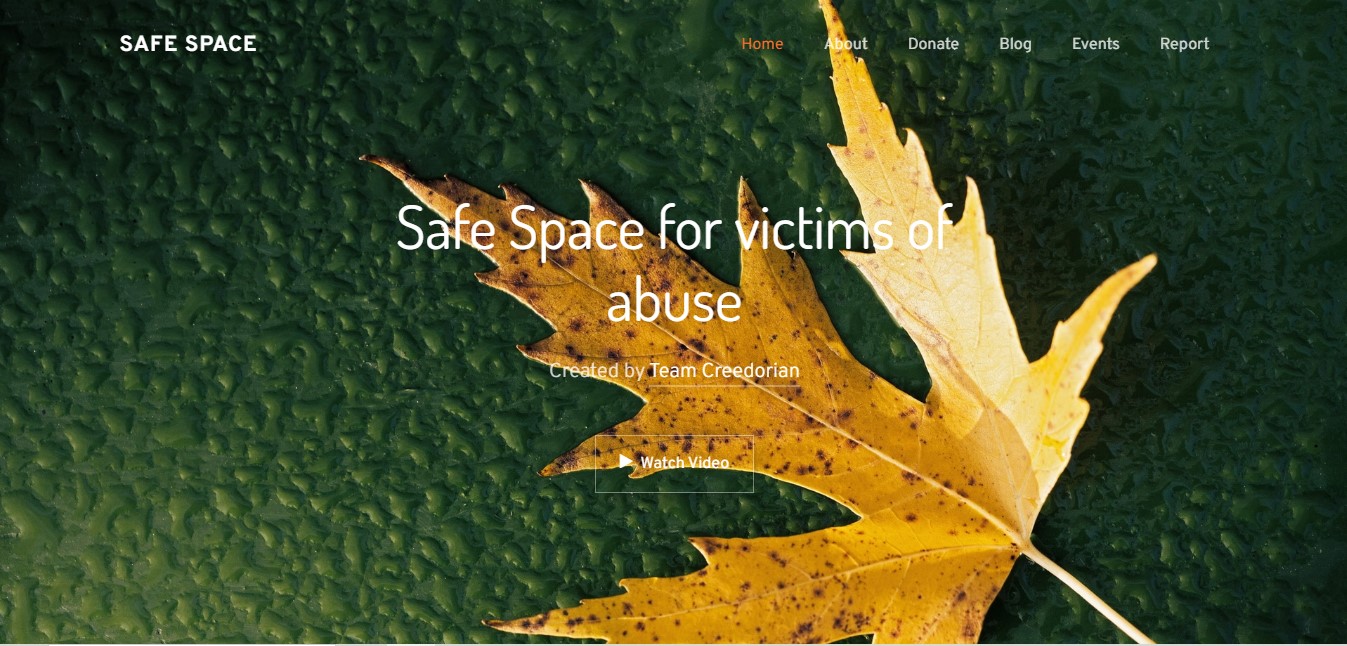 SAFE SPACE
Home About Donate Blog Events Report
Safe Space for victims of
abuse
Created by Team Creedorian
Watch Video